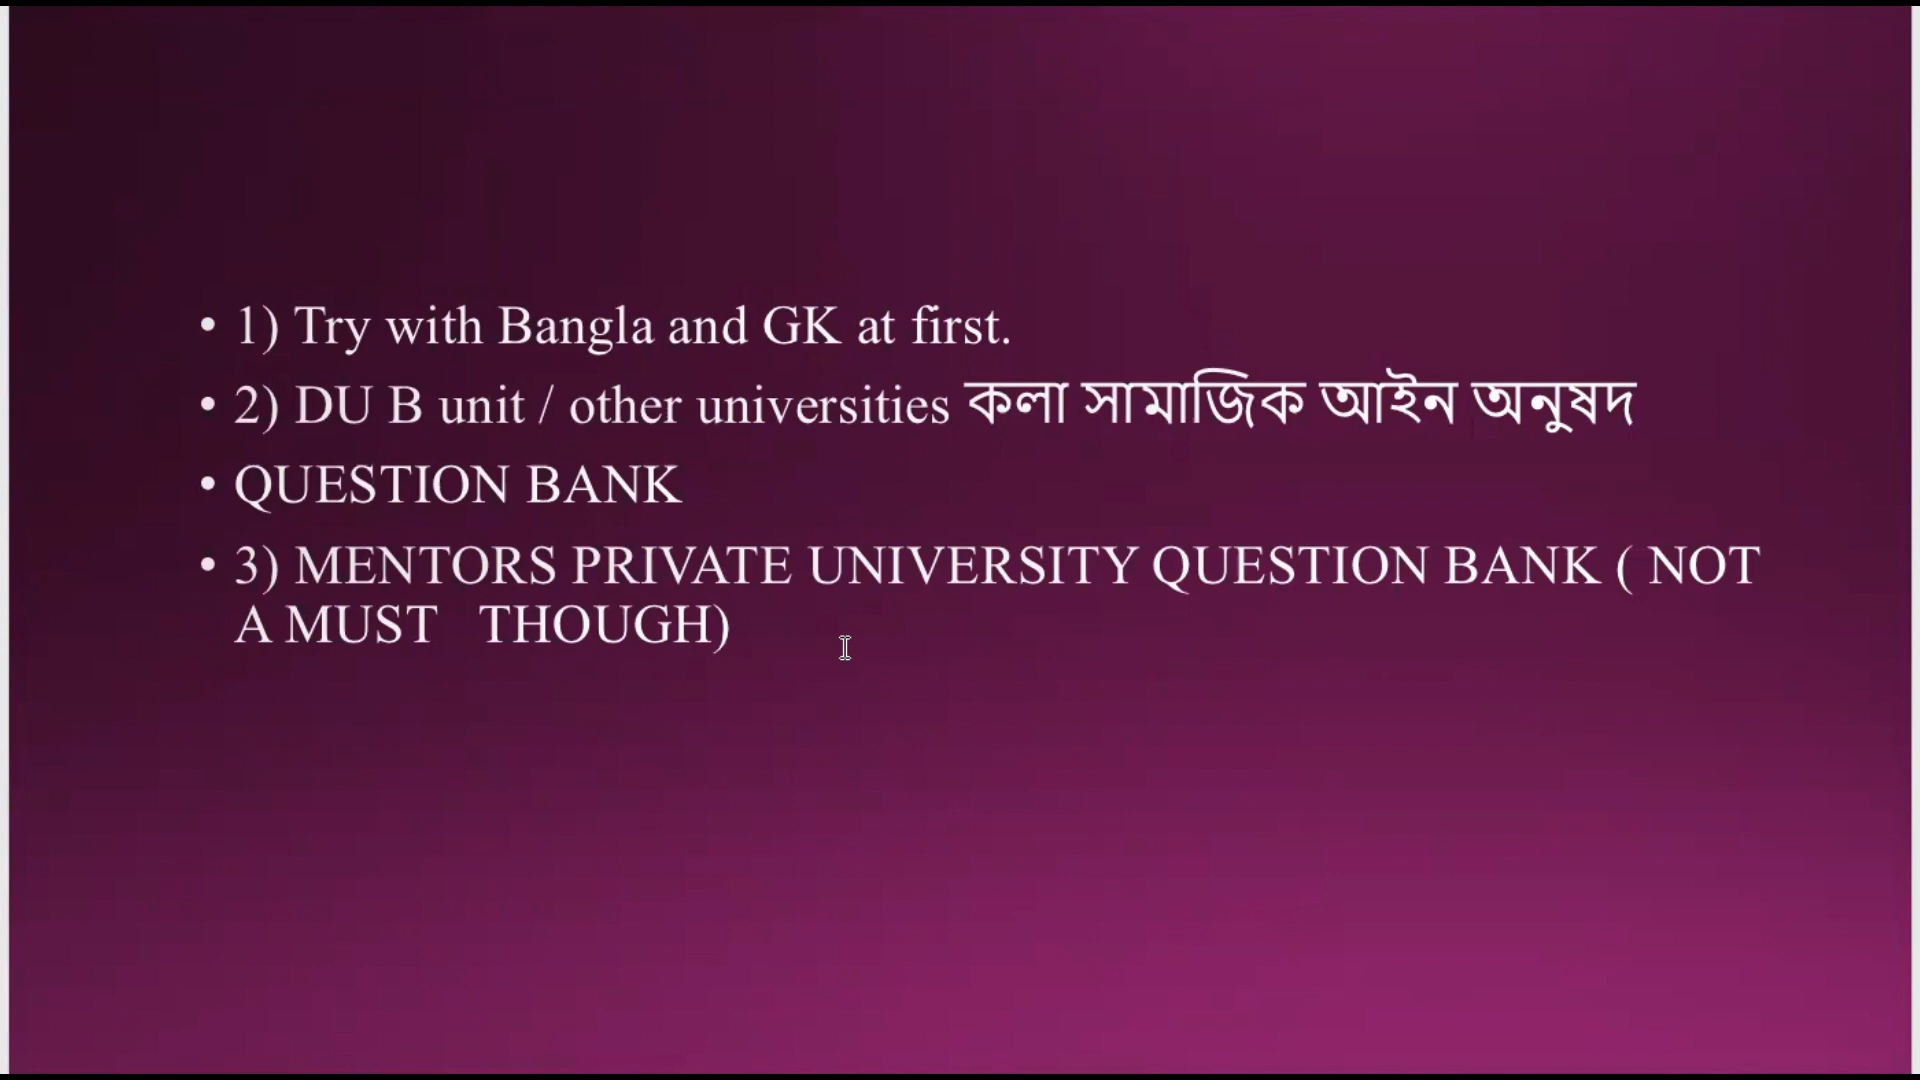 • 1) Try with Bangla and GK at first.
• 2) DU B unit / other universities কলা সামাজিক আইন অনুষদ
• QUESTION BANK
• 3) MENTORS PRIVATE UNIVERSITY QUESTION BANK ( NOT
A MUST   THOUGH)